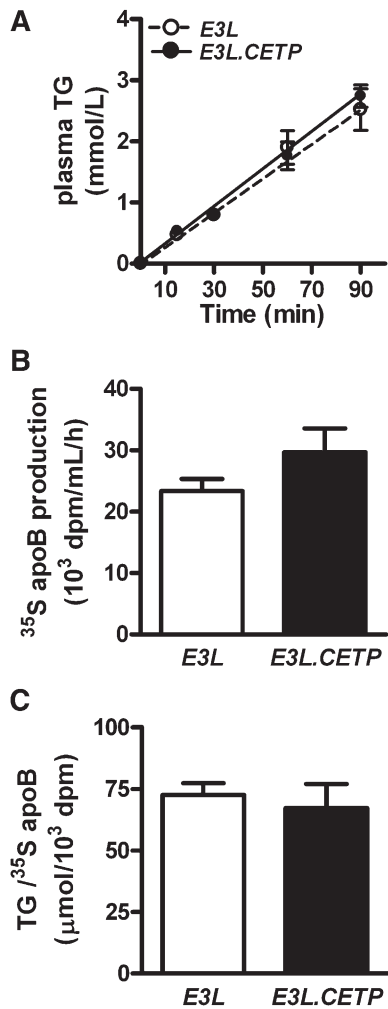 A
E3L
E3L.CETP
plasma TG
(mmol/L)
4
3
2
1
0
10 30 50 70 90
Time (min)
B
³⁵S apoB production
(10³ dpm/mL/h)
40
30
20
10
0
E3L E3L.CETP
C
TG /³⁵S apoB
(μmol/10³ dpm)
100
75
50
25
0
E3L E3L.CETP